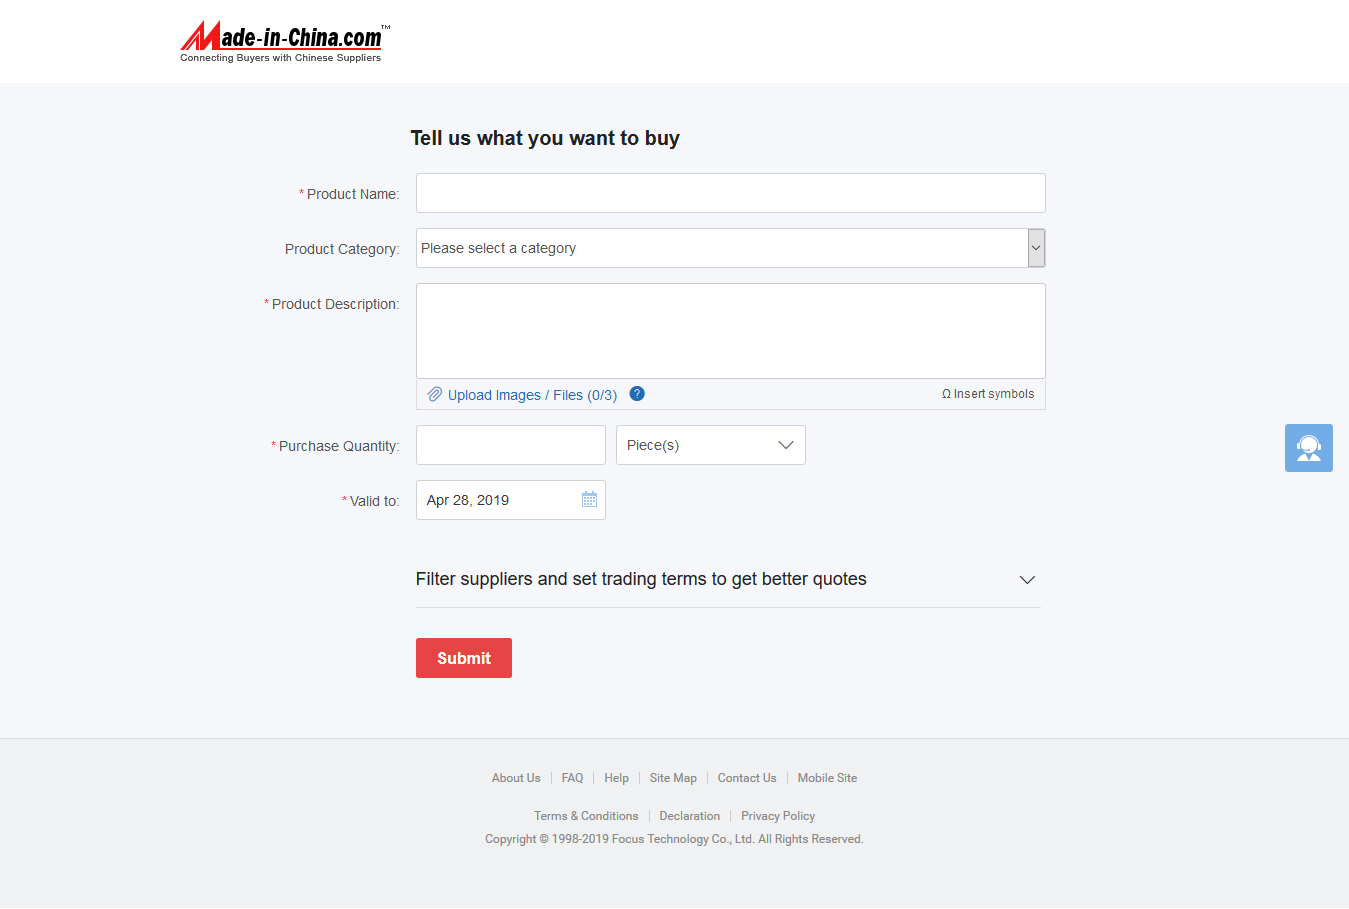 Made-in-China.com™
Connecting Buyers with Chinese Suppliers
Tell us what you want to buy
* Product Name:
Product Category: Please select a category
* Product Description:
Upload Images / Files (0/3) ? Ω Insert symbols
* Purchase Quantity: Piece(s)
* Valid to: Apr 28, 2019
Filter suppliers and set trading terms to get better quotes
Submit
About Us | FAQ | Help | Site Map | Contact Us | Mobile Site
Terms & Conditions | Declaration | Privacy Policy
Copyright © 1998-2019 Focus Technology Co., Ltd. All Rights Reserved.